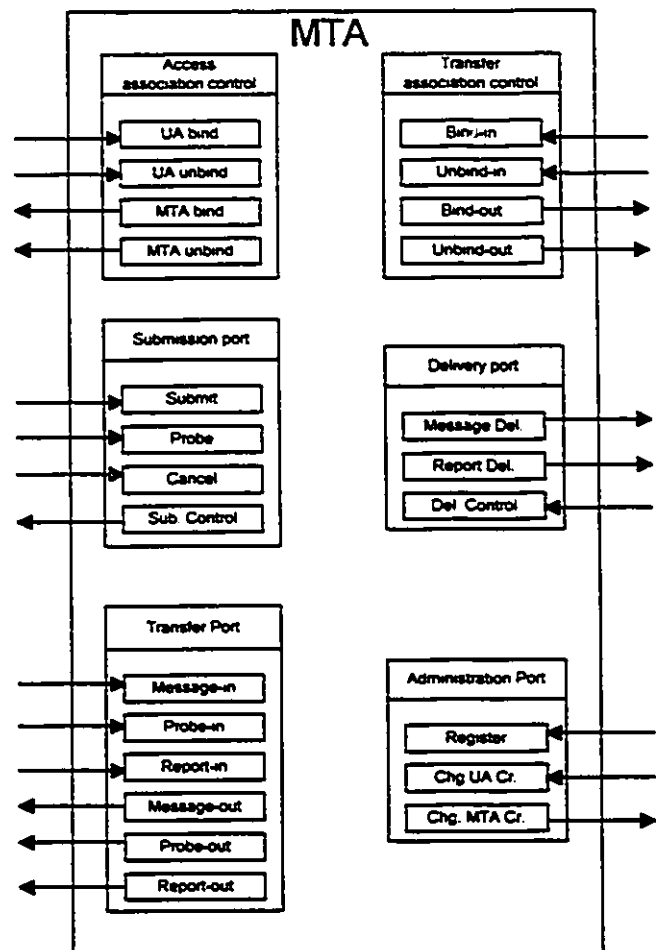 MTA
Access
association control
UA bind
UA unbind
MTA bind
MTA unbind
Transfer
association control
Bind-in
Unbind-in
Bind-out
Unbind-out
Submission port
Submit
Probe
Cancel
Sub. Control
Delivery port
Message Del.
Report Del.
Del Control
Transfer Port
Message-in
Probe-in
Report-in
Message-out
Probe-out
Report-out
Administration Port
Register
Chg UA Cr.
Chg. MTA Cr.